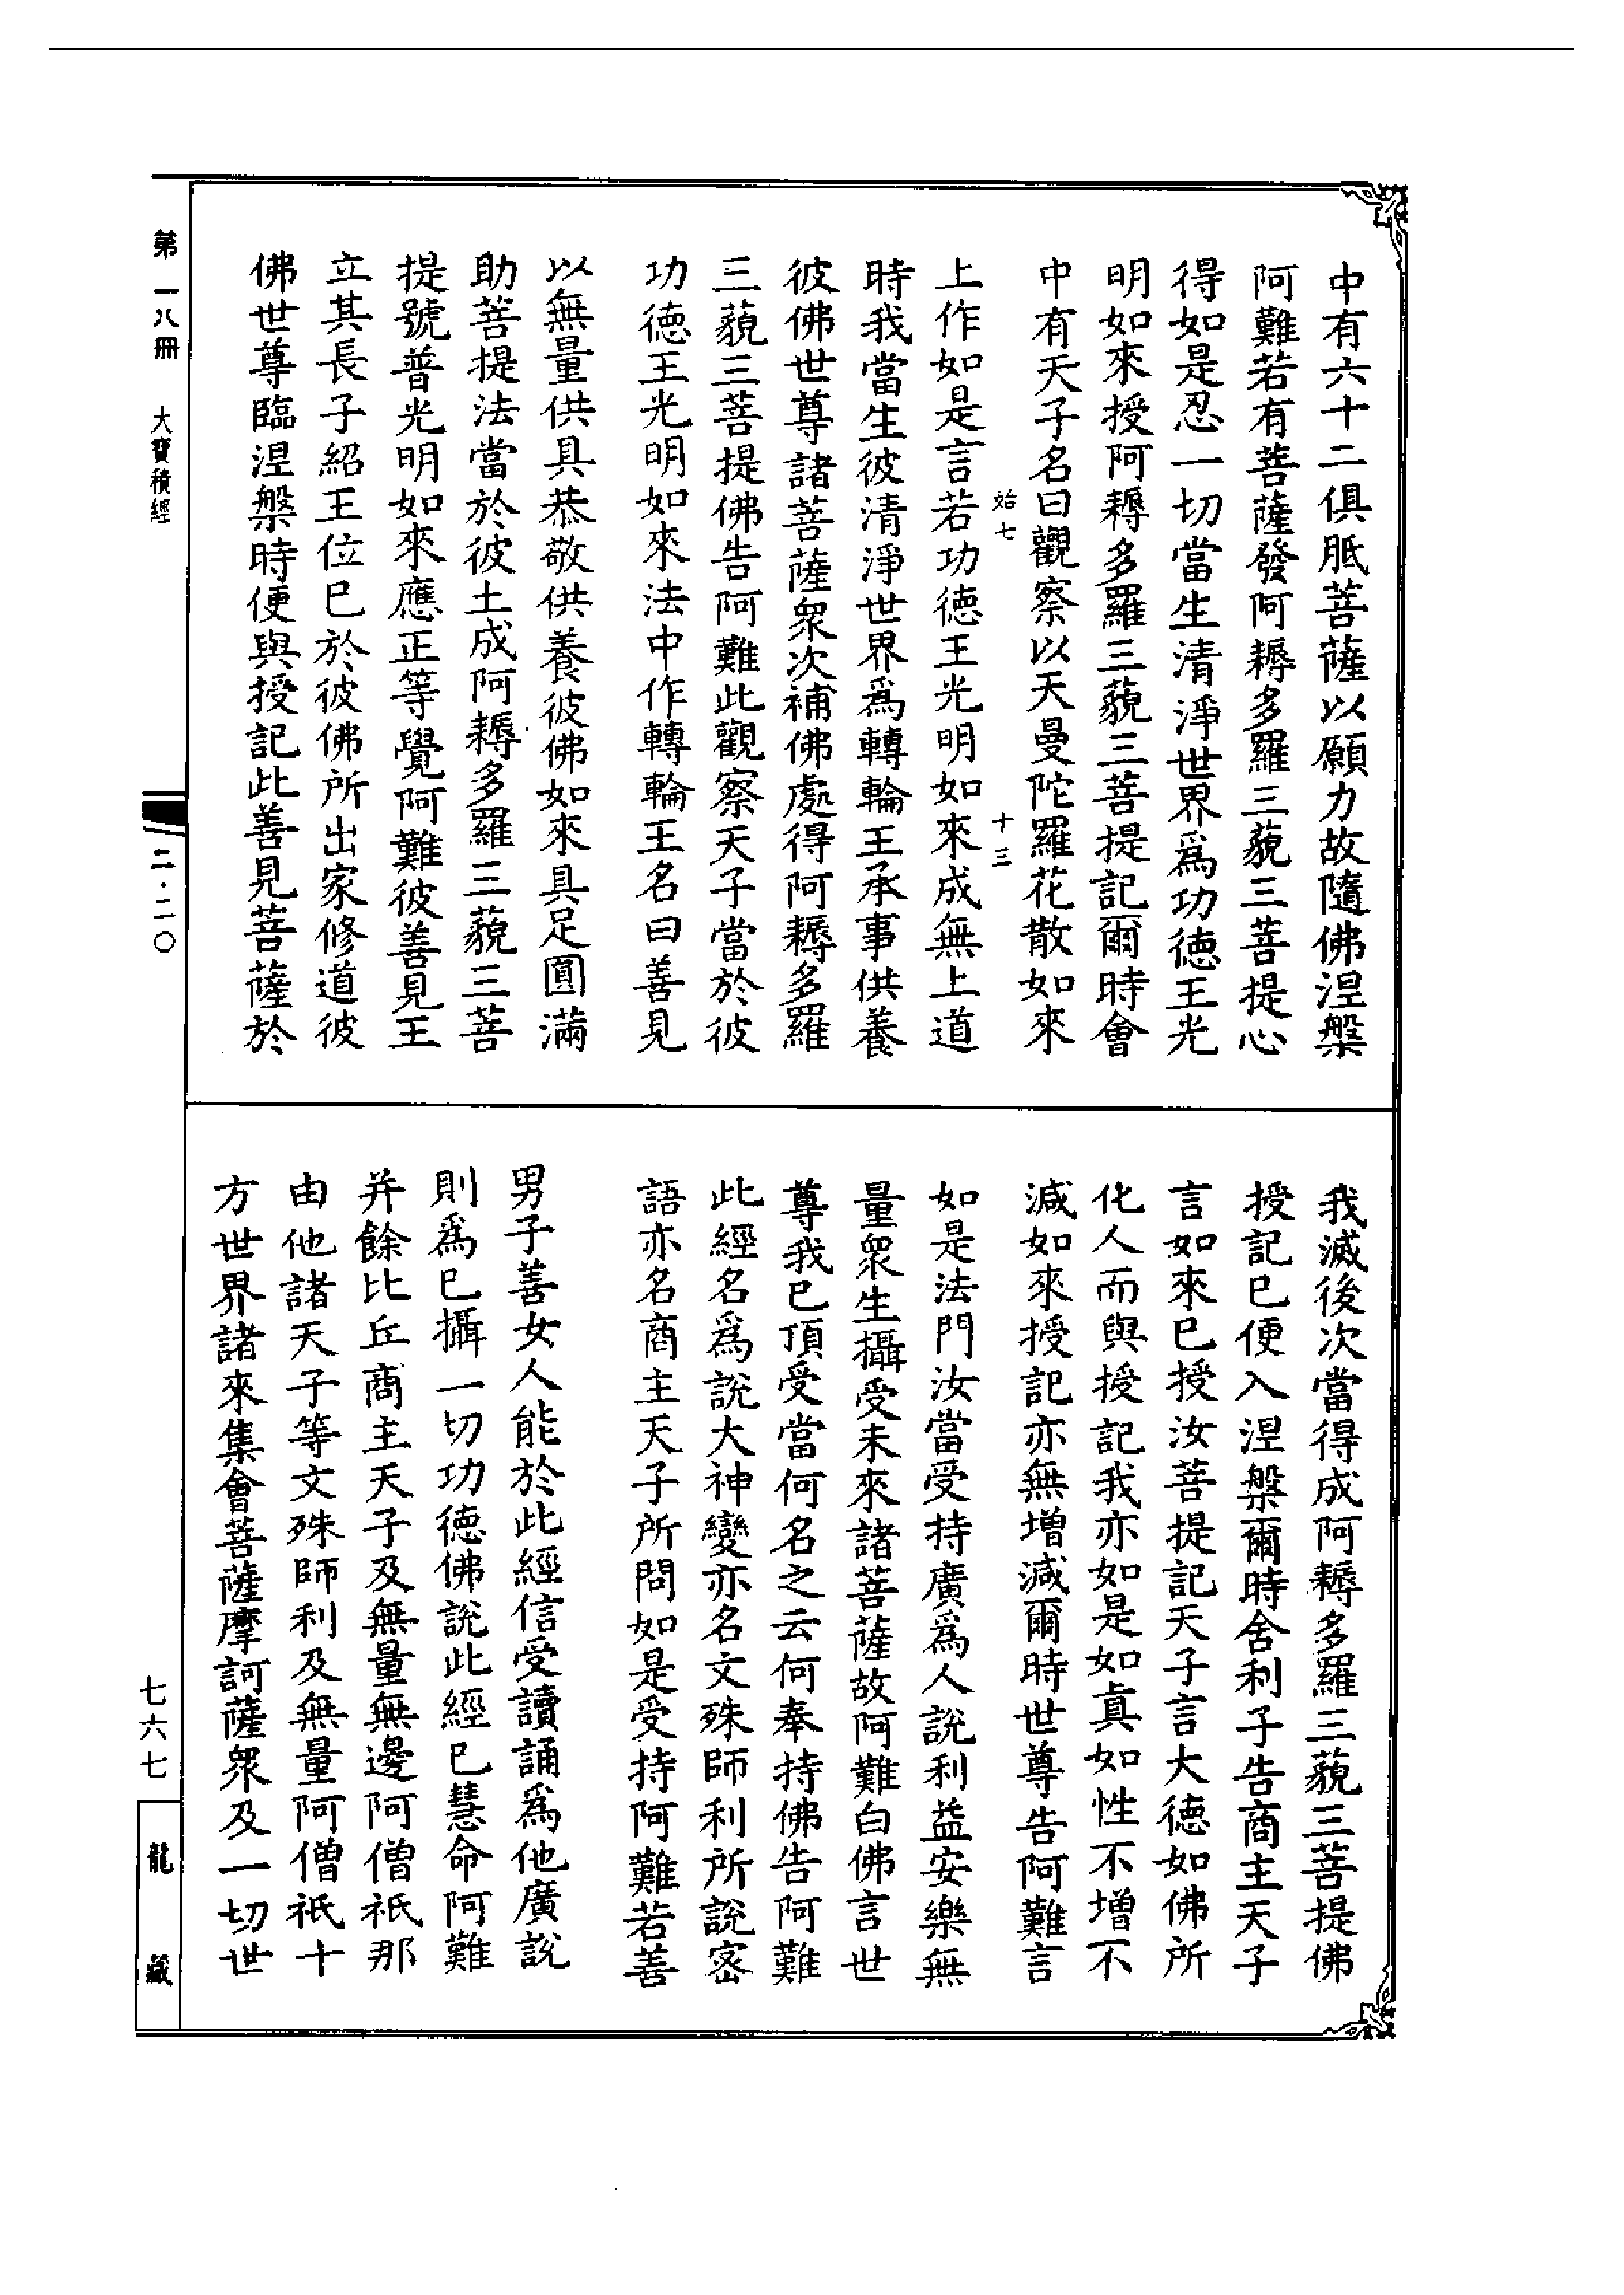 中有六十二俱胝菩薩以願力故隨佛涅槃
阿難若有菩薩發阿耨多羅三藐三菩提心
得如是忍一切當生清淨世界爲功德王光
明如來授阿耨多羅三藐三菩提記爾時會
中有天子名曰觀察以天曼陀羅花散如來
始七　十三
上作如是言若功德王光明如來成無上道
時我當生彼清淨世界爲轉輪王承事供養
彼佛世尊諸菩薩衆次補佛處得阿耨多羅
三藐三菩提佛告阿難此觀察天子當於彼
功德王光明如來法中作轉輪王名曰善見
以無量供具恭敬供養彼佛如來具足圓滿
助菩提法當於彼土成阿耨多羅三藐三菩
提號普光明如來應正等覺阿難彼善見王
立其長子紹王位已於彼佛所出家修道彼
佛世尊臨涅槃時便與授記此善見菩薩於
我滅後次當得成阿耨多羅三藐三菩提佛
授記已便入涅槃爾時舍利子告商主天子
言如來已授汝菩提記天子言大德如佛所
化人而與授記我亦如是如真如性不增不
減如來授記亦無增減爾時世尊告阿難言
如是法門汝當受持廣爲人說利益安樂無
量衆生攝受未來諸菩薩故阿難白佛言世
尊我已頂受當何名之云何奉持佛告阿難
此經名爲說大神變亦名文殊師利所說密
語亦名商主天子所問如是受持阿難若善
男子善女人能於此經信受讀誦爲他廣說
則爲已攝一切功德佛說此經已慧命阿難
并餘比丘商主天子及無量無邊阿僧祇那
由他諸天子等文殊師利及無量阿僧祇十
方世界諸來集會菩薩摩訶薩衆及一切世
第一八冊　大寶積經
二·二〇
七六七
龍藏